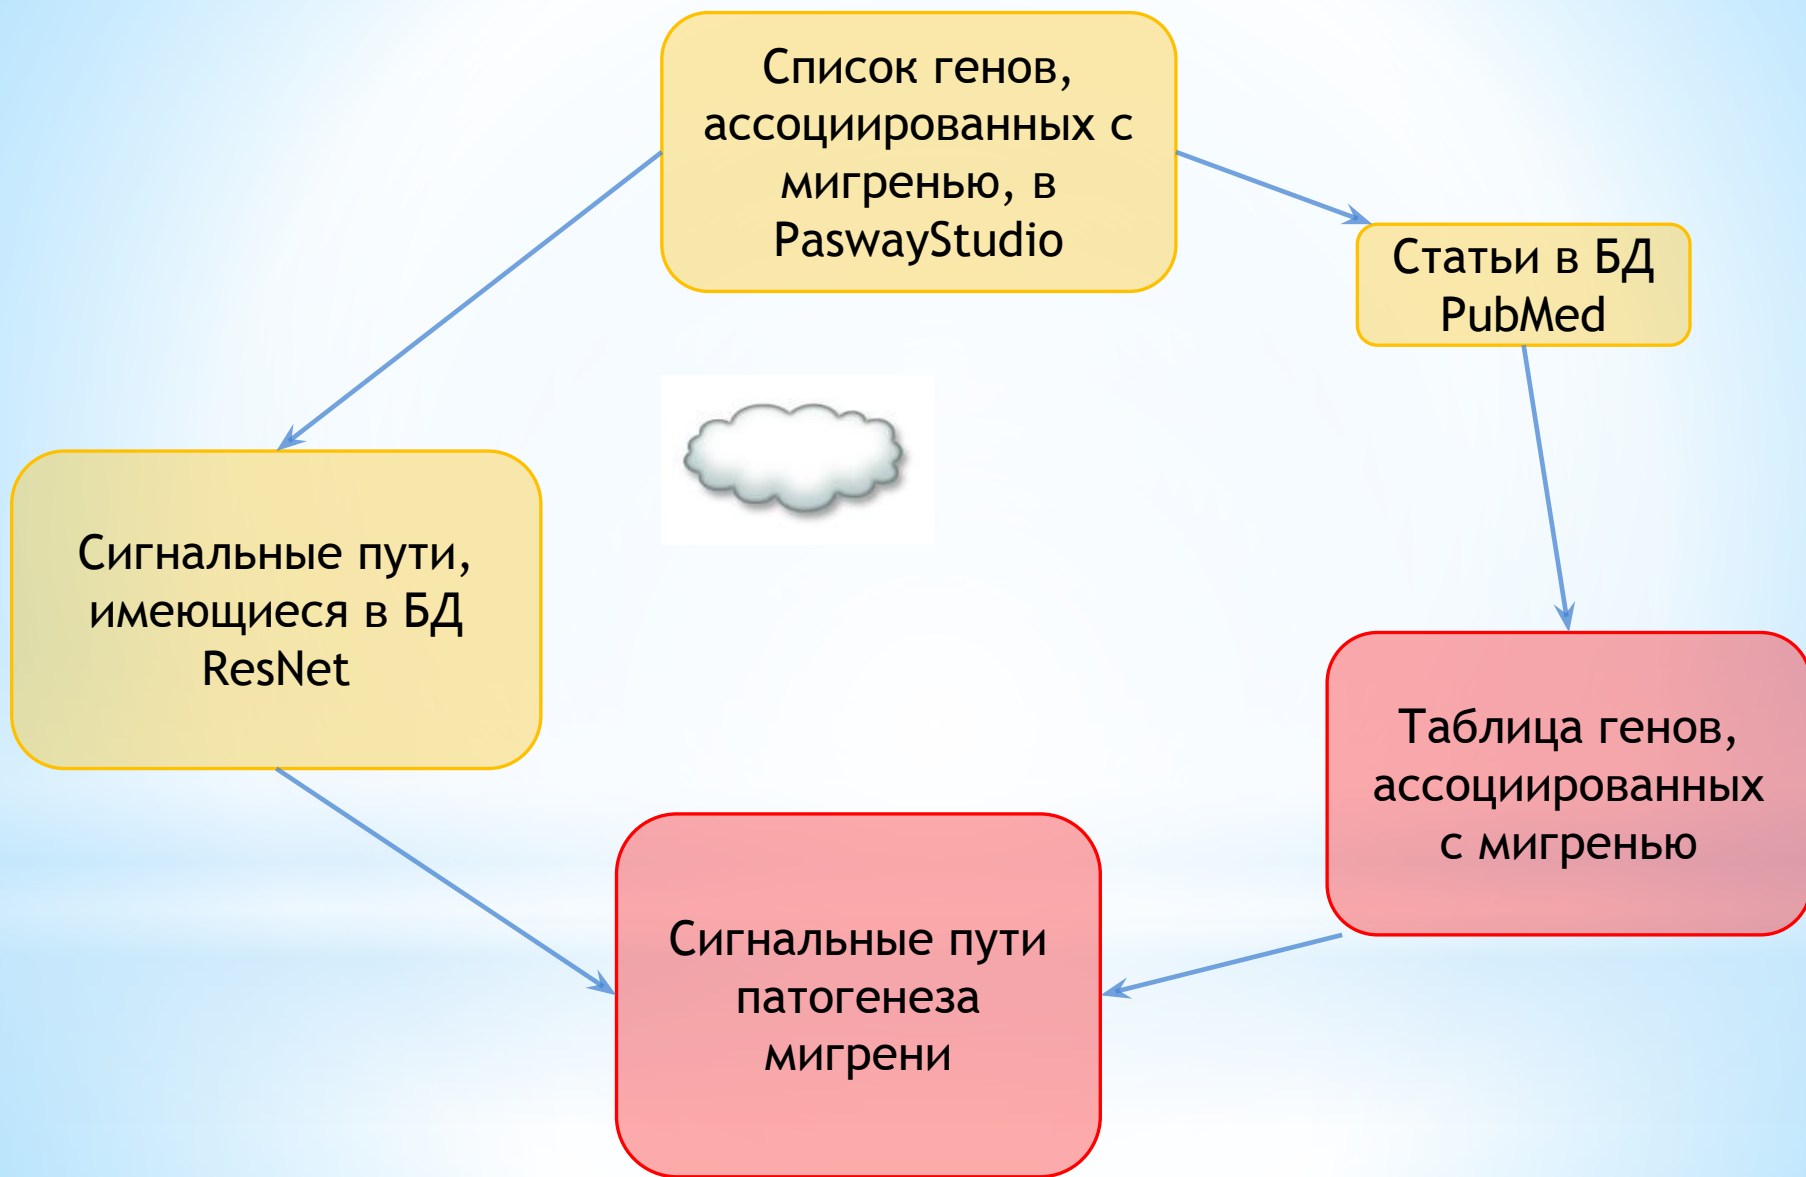 Список генов,
ассоциированных с
мигренью, в
PaswayStudio
Статьи в БД
PubMed
Сигнальные пути,
имеющиеся в БД
ResNet
Таблица генов,
ассоциированных
с мигренью
Сигнальные пути
патогенеза
мигрени